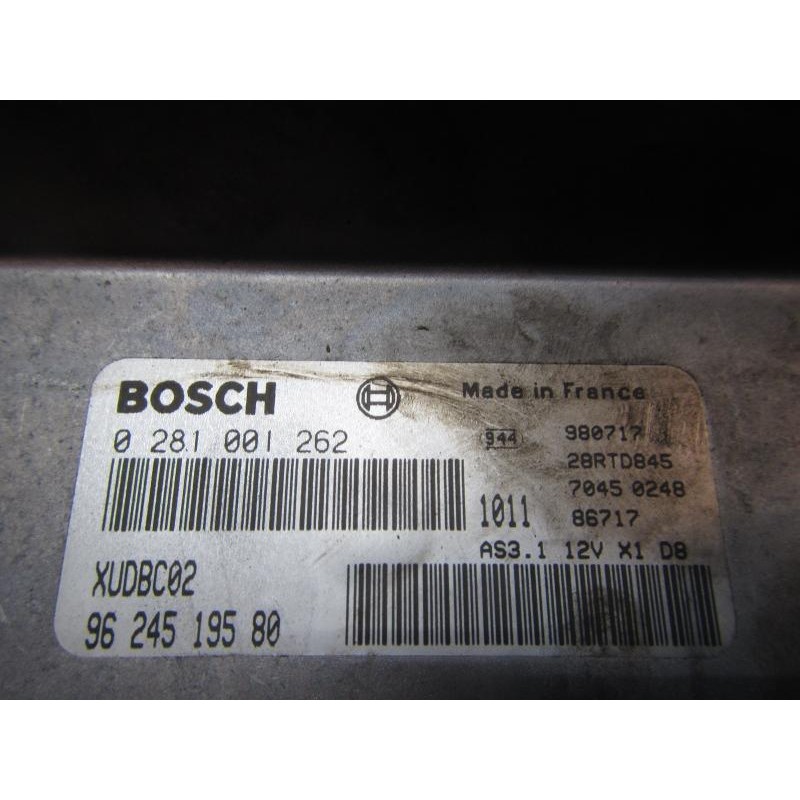 BOSCH Made in France
0 281 001 262 944 980717
28RTD845
7045 0248
1011 86717
AS3.1 12V X1 D8
XUDBC02
96 245 195 80